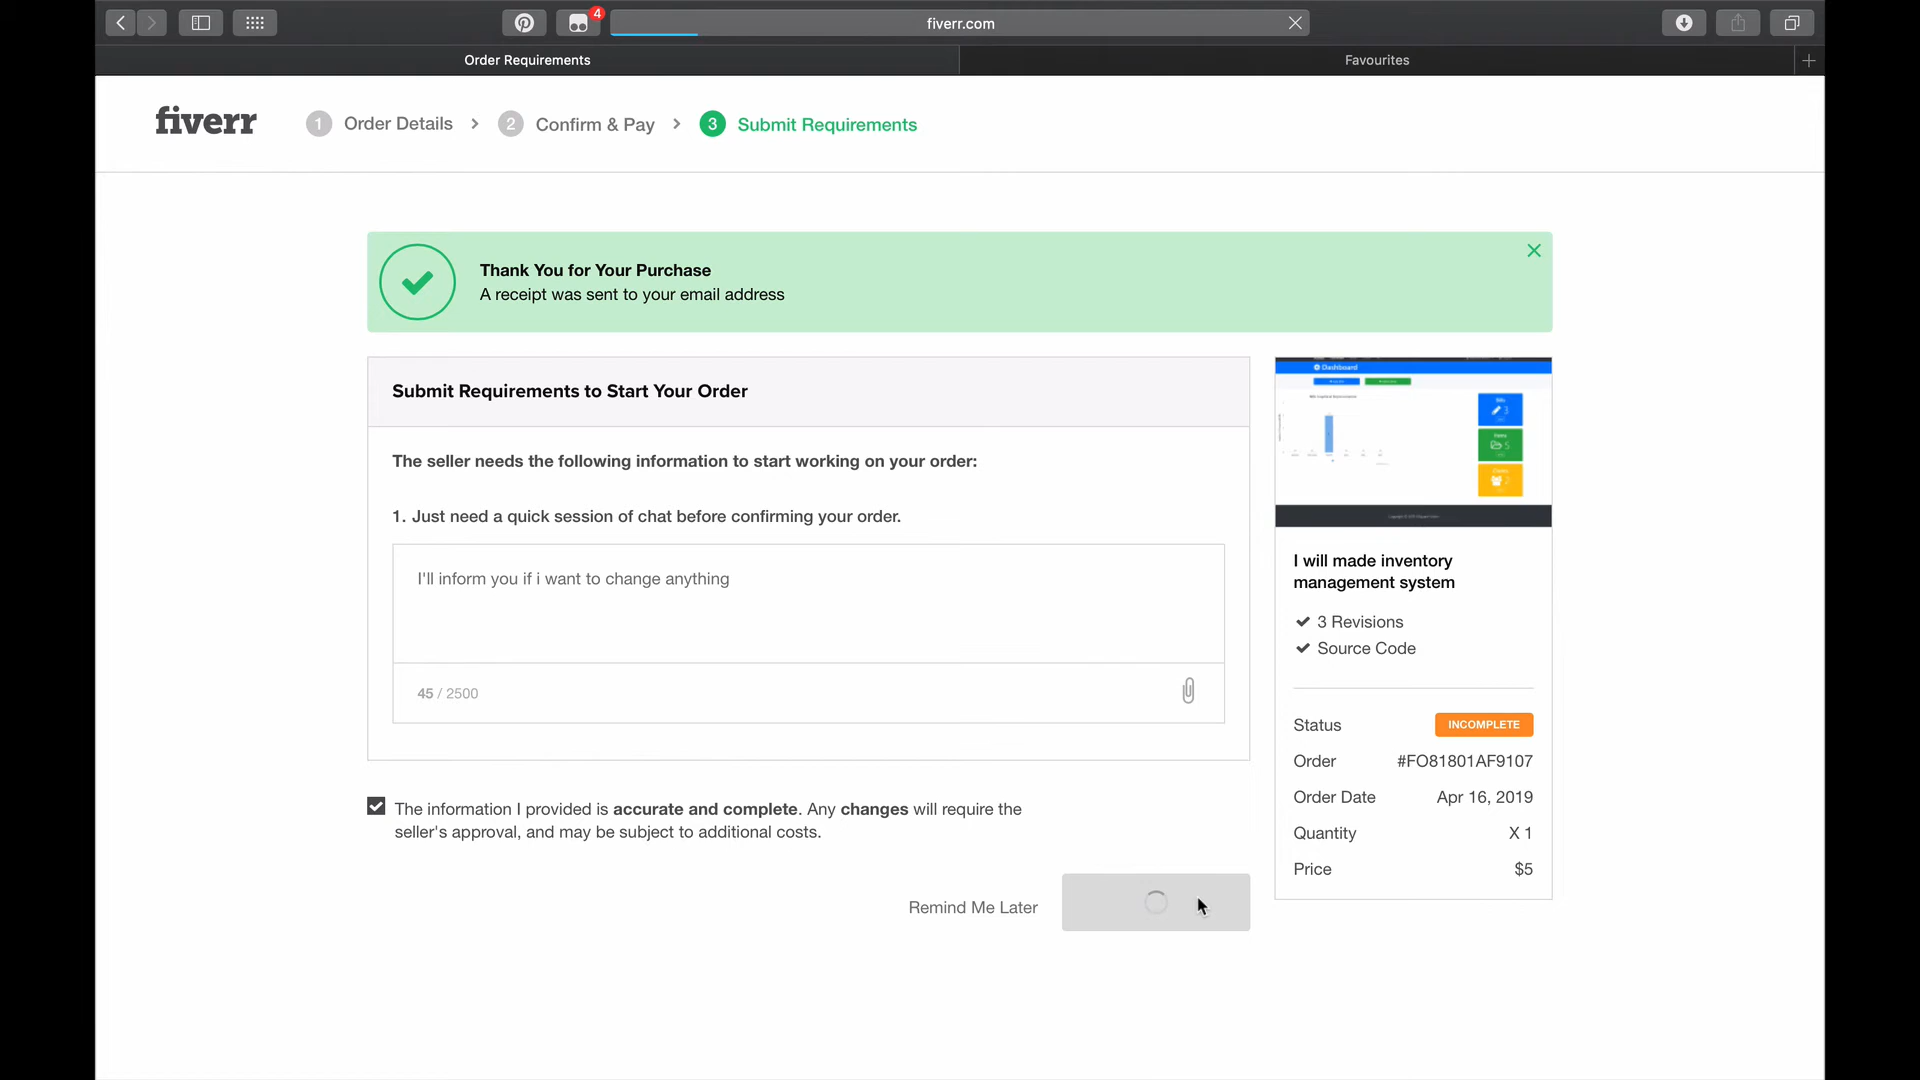 4
fiverr.com
Order Requirements
Favourites
fiverr
1 Order Details
2 Confirm & Pay
3 Submit Requirements
Thank You for Your Purchase
A receipt was sent to your email address
Submit Requirements to Start Your Order
The seller needs the following information to start working on your order:
1. Just need a quick session of chat before confirming your order.
I'll inform you if i want to change anything
45 / 2500
The information I provided is accurate and complete. Any changes will require the
seller's approval, and may be subject to additional costs.
Remind Me Later
Dashboard
I will made inventory
management system
3 Revisions
Source Code
Status INCOMPLETE
Order #FO81801AF9107
Order Date Apr 16, 2019
Quantity X 1
Price $5